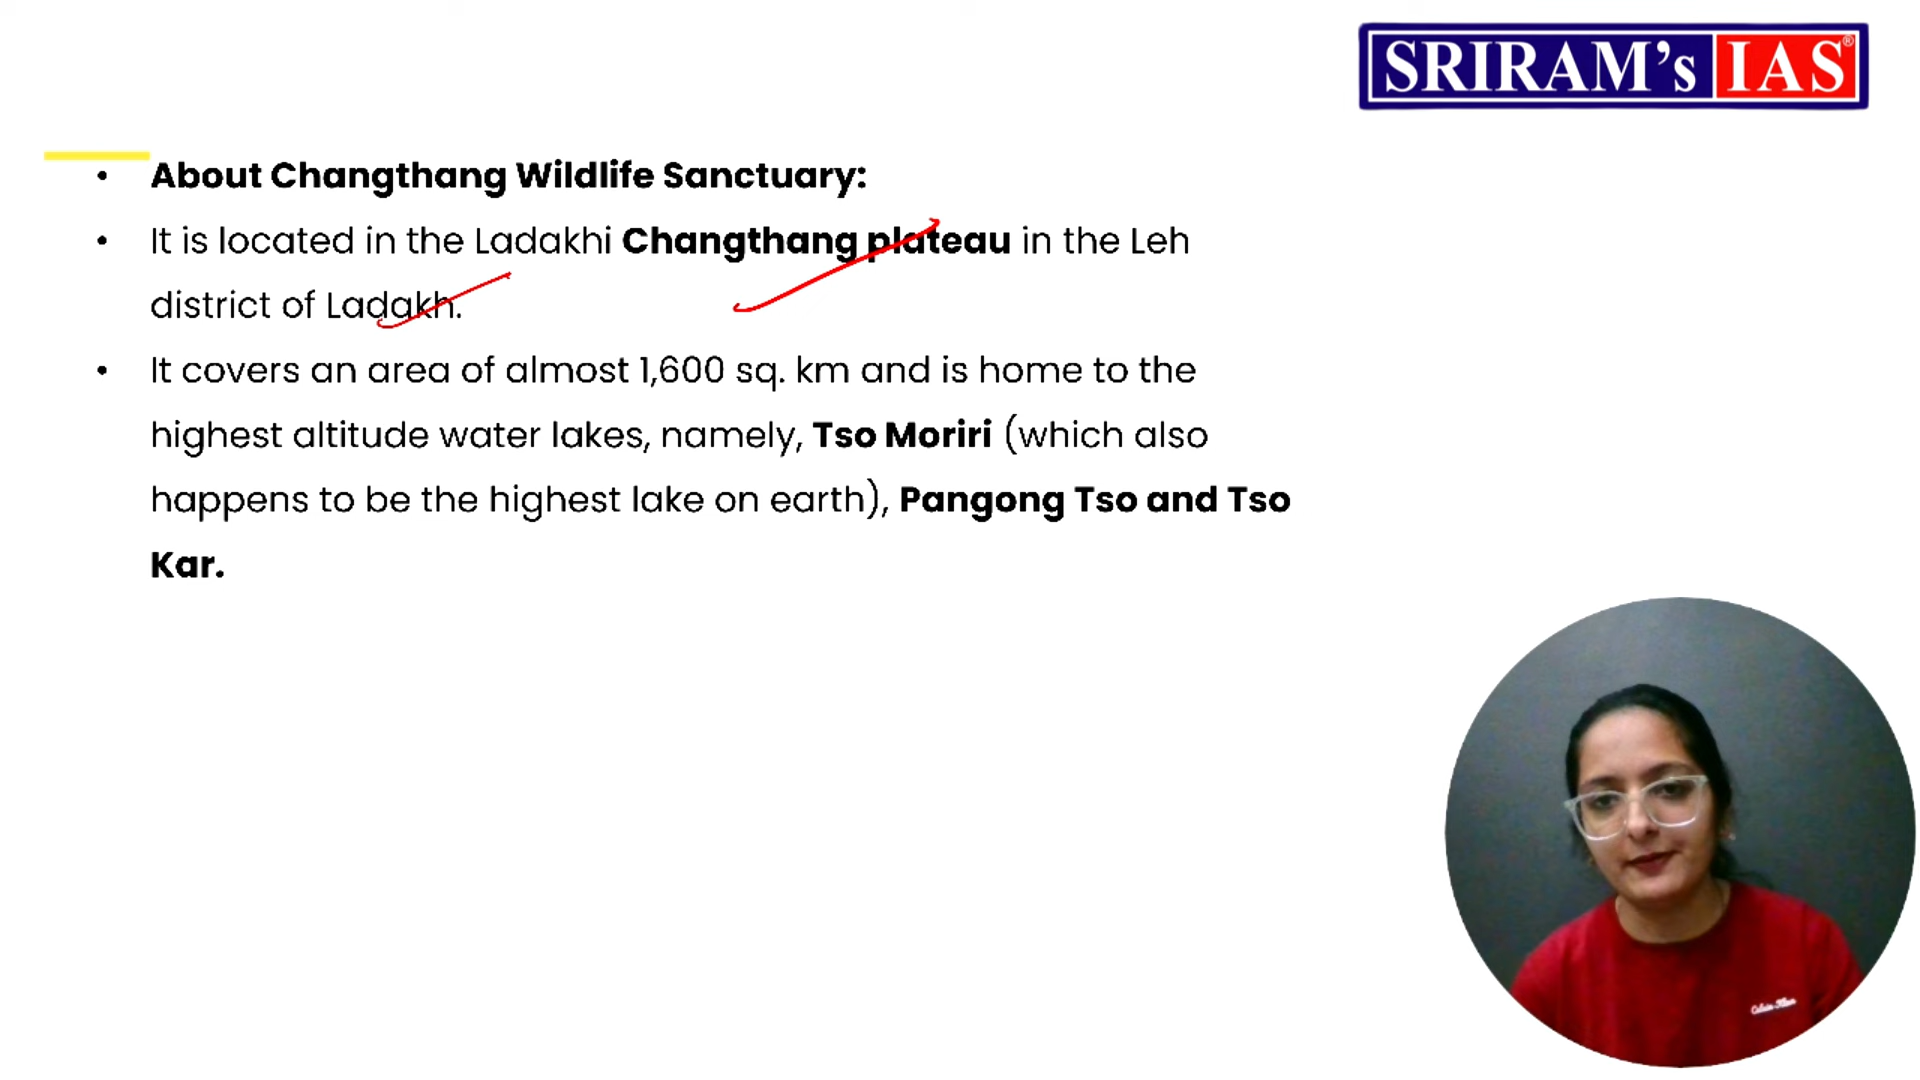 SRIRAM's IAS®
• About Changthang Wildlife Sanctuary:
• It is located in the Ladakhi Changthang plateau in the Leh
district of Ladakh.
• It covers an area of almost 1,600 sq. km and is home to the
highest altitude water lakes, namely, Tso Moriri (which also
happens to be the highest lake on earth), Pangong Tso and Tso
Kar.
Calvin Klein